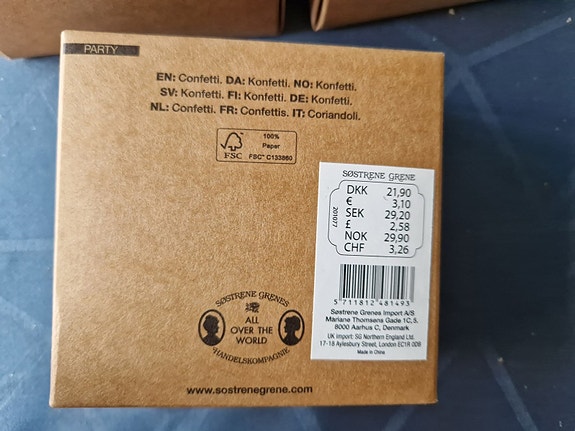 PARTY
EN: Confetti. DA: Konfetti. NO: Konfetti.
SV: Konfetti. FI: Konfetti. DE: Konfetti.
NL: Confetti. FR: Confettis. IT: Coriandoli.
FSC
100%
Paper
FSC® C133860
SØSTRENE GRENE
DKK 21,90
€ 3,10
SEK 29,20
£ 2,58
NOK 29,90
CHF 3,26
201077
5 711812 481493
Søstrene Grenes Import A/S
Mariane Thomsens Gade 1C, 5.
8000 Aarhus C, Denmark
UK import: SG Northern England Ltd.
17-18 Aylesbury Street, London EC1R 0DB
Made in China
SØSTRENE GRENES
ALL
OVER THE
WORLD
HANDELSKOMPAGNIE
www.sostrenegrene.com